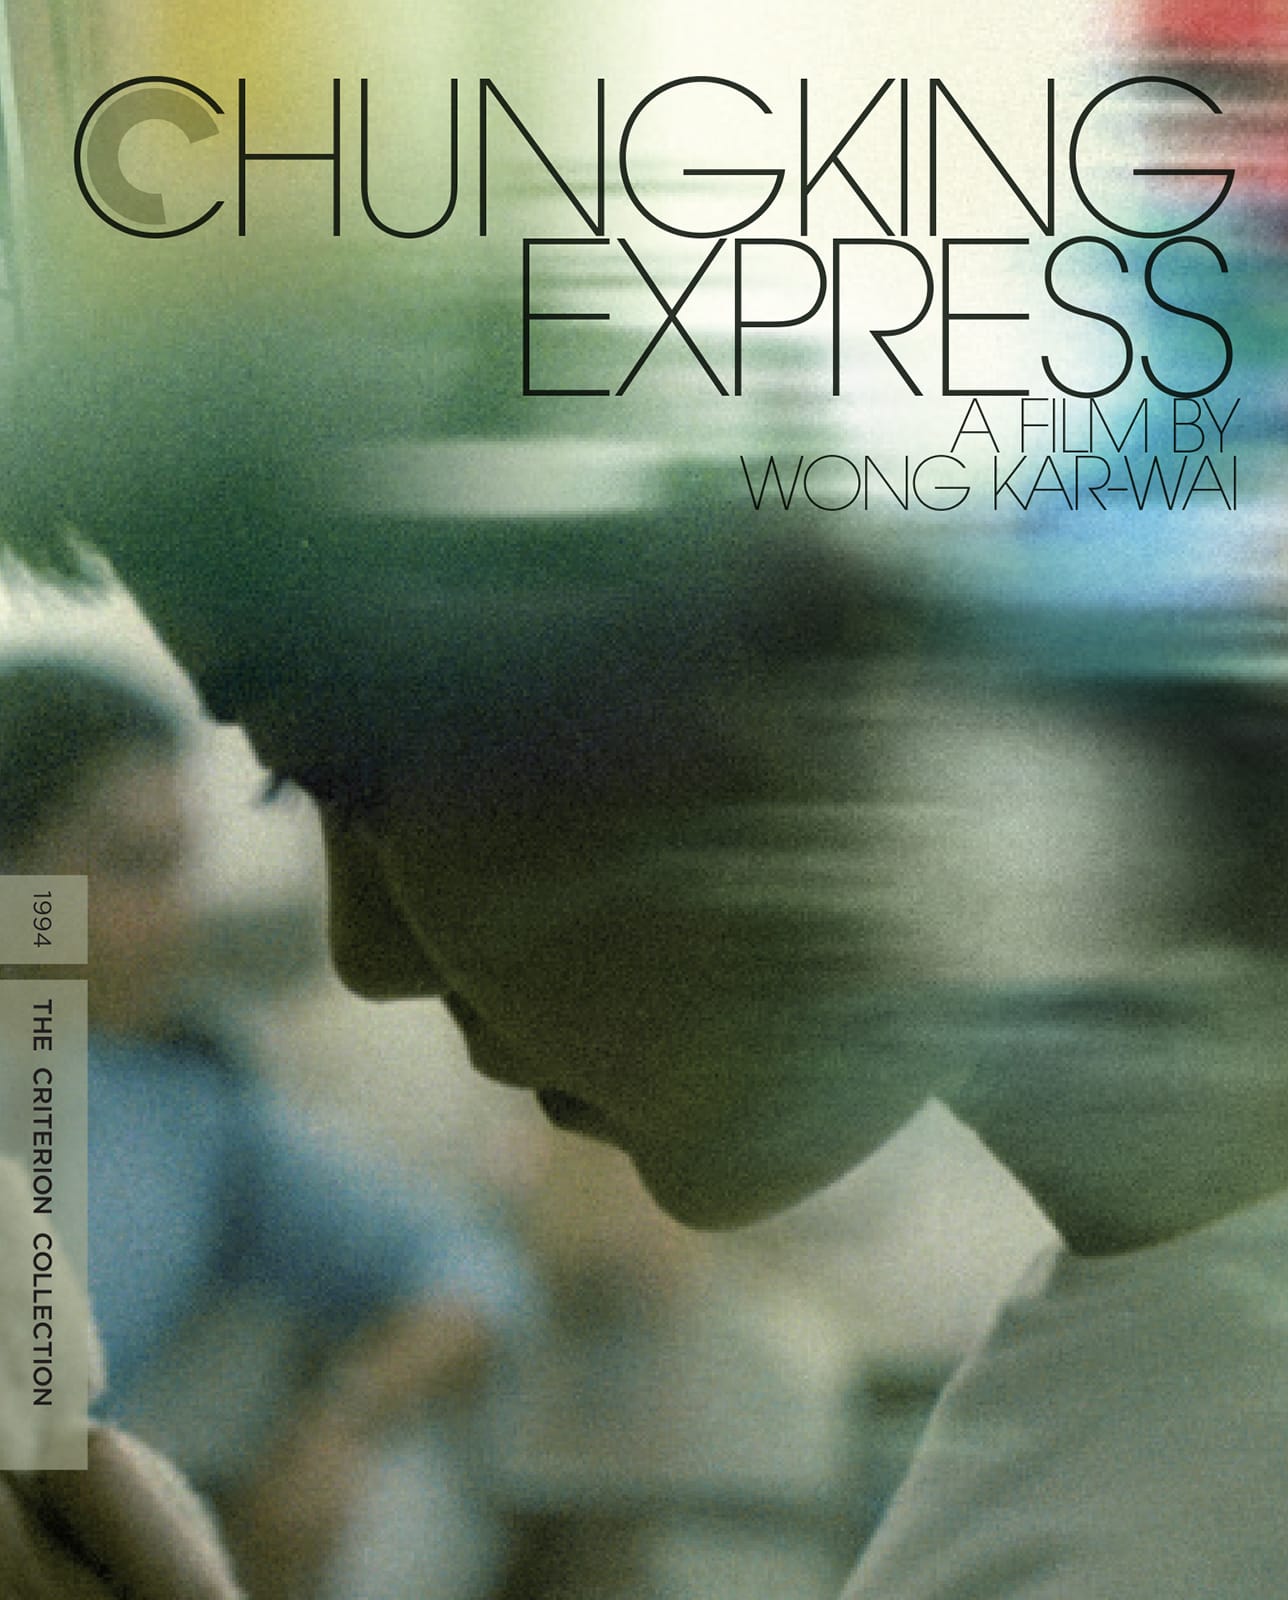 CHUNGKING
EXPRESS
A FILM BY
WONG KAR-WAI
1994
THE CRITERION COLLECTION